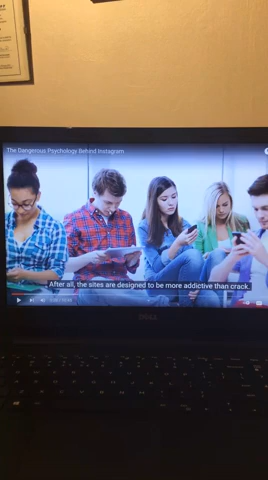 The Dangerous Psychology Behind Instagram
After all, the sites are designed to be more addictive than crack.
DELL